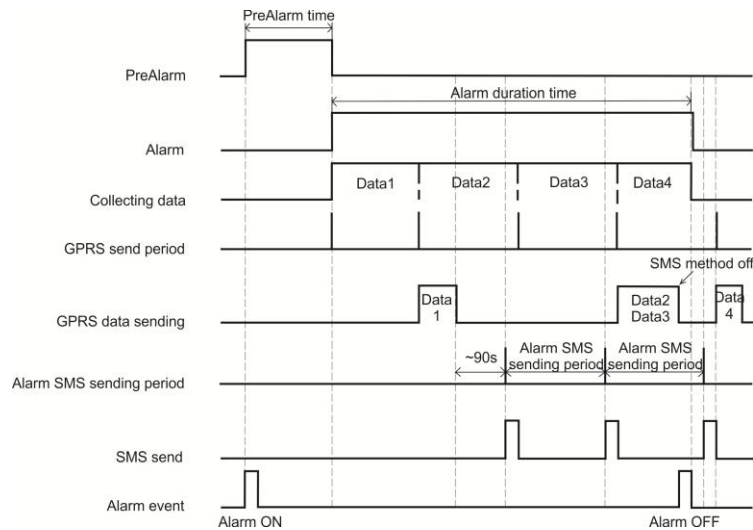 PreAlarm time
PreAlarm
Alarm duration time
Alarm
Data1 Data2 Data3 Data4
Collecting data
GPRS send period
SMS method off
Data
1
Data2
Data3
Data
4
GPRS data sending
~90s
Alarm SMS
sending period
Alarm SMS
sending period
Alarm SMS sending period
SMS send
Alarm event
Alarm ON
Alarm OFF